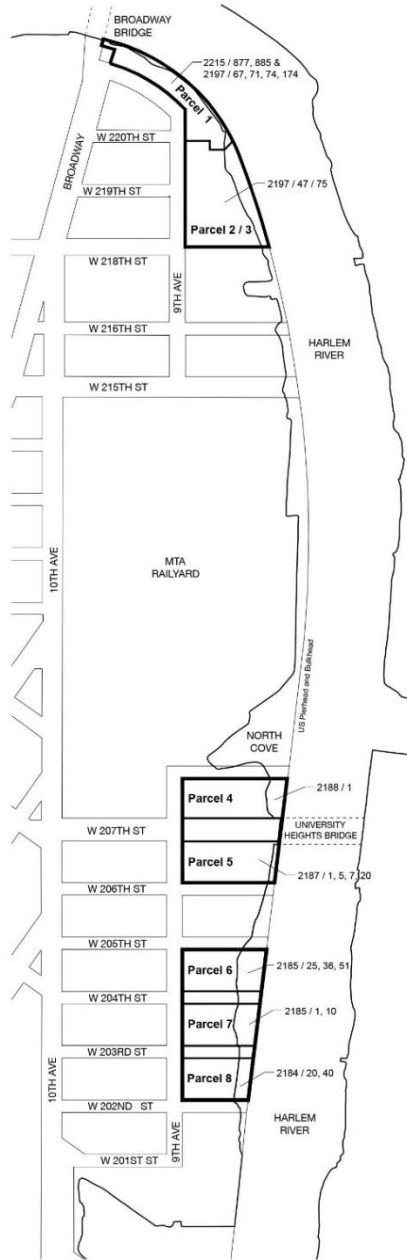 BROADWAY
BRIDGE
2215 / 877, 885 &
2197 / 67, 71, 74, 174
Parcel 1
W 220TH ST
BROADWAY
W 219TH ST
2197 / 47 / 75
Parcel 2 / 3
W 218TH ST
9TH AVE
W 216TH ST
HARLEM
RIVER
W 215TH ST
MTA
RAILYARD
10TH AVE
US Pierhead and Bulkhead
NORTH
COVE
Parcel 4
2188 / 1
W 207TH ST
UNIVERSITY
HEIGHTS BRIDGE
Parcel 5
2187 / 1, 5, 7, 20
W 206TH ST
W 205TH ST
Parcel 6
2185 / 25, 36, 51
W 204TH ST
Parcel 7
2185 / 1, 10
W 203RD ST
10TH AVE
Parcel 8
2184 / 20, 40
W 202ND ST
9TH AVE
HARLEM
RIVER
W 201ST ST